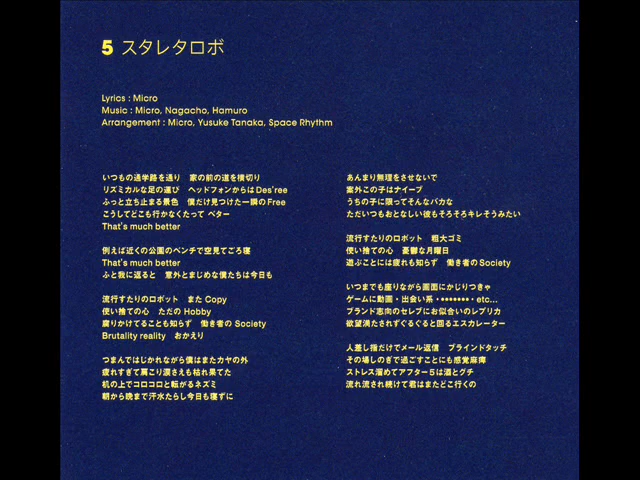 5 スタレタロボ
Lyrics : Micro
Music : Micro, Nagacho, Hamuro
Arrangement : Micro, Yusuke Tanaka, Space Rhythm
いつもの通学路を通り 家の前の道を横切り
リズミカルな足の運び ヘッドフォンからはDes'ree
ふっと立ち止まる景色 僕だけ見つけた一瞬のFree
こうしてどこも行かなくたって ベター
That's much better
例えば近くの公園のベンチで空見てごろ寝
That's much better
ふと我に返ると 意外とまじめな僕たちは今日も
流行すたりのロボット またCopy
使い捨ての心 ただの Hobby
腐りかけてることも知らず 働き者の Society
Brutality reality おかえり
つまんではじかれながら僕はまたカヤの外
疲れすぎて肩こり潤さえも枯れ果てた
机の上でコロコロと転がるネズミ
朝から晩まで汗水たらし今日も寝ずに
あんまり無理をさせないで
案外この子はナイーブ
うちの子に限ってそんなバカな
ただいつもおとなしい彼もそろそろキレそうみたい
流行すたりのロボット 粗大ゴミ
使い捨ての心 憂鬱な月曜日
遊ぶことには疲れも知らず 働き者のSociety
いつまでも座りながら画面にかじりつきゃ
ゲームに動画・出会い系・•••••••・etc...
ブランド志向のセレブにお似合いのレプリカ
欲望満たされずぐるぐると回るエスカレーター
人差し指だけでメール返信 ブラインドタッチ
その場しのぎで過ごすことにも感覚麻痺
ストレス溜めてアフター5は酒とグチ
流れ流され続けて君はまたどこ行くの